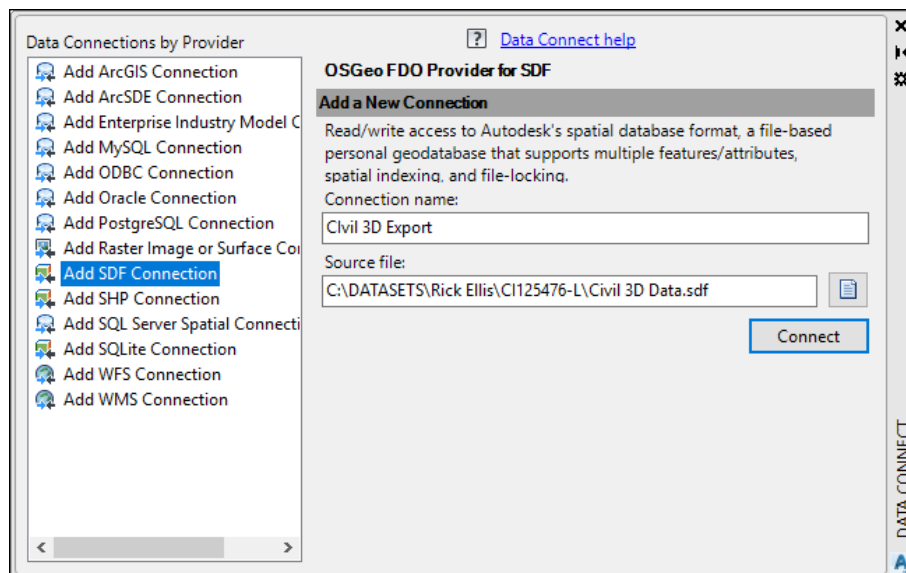 Data Connections by Provider
Add ArcGIS Connection
Add ArcSDE Connection
Add Enterprise Industry Model C
Add MySQL Connection
Add ODBC Connection
Add Oracle Connection
Add PostgreSQL Connection
Add Raster Image or Surface Cor
Add SDF Connection
Add SHP Connection
Add SQL Server Spatial Connecti
Add SQLite Connection
Add WFS Connection
Add WMS Connection
? Data Connect help
OSGeo FDO Provider for SDF
Add a New Connection
Read/write access to Autodesk's spatial database format, a file-based
personal geodatabase that supports multiple features/attributes,
spatial indexing, and file-locking.
Connection name:
CIvil 3D Export
Source file:
C:\DATASETS\Rick Ellis\CI125476-L\Civil 3D Data.sdf
Connect
DATA CONNECT